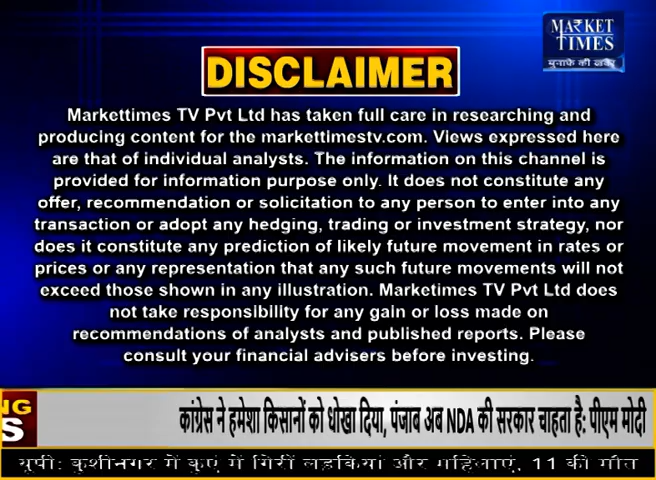 MARKET
TIMES
मुनाफे की खबर
DISCLAIMER
Markettimes TV Pvt Ltd has taken full care in researching and
producing content for the markettimestv.com. Views expressed here
are that of individual analysts. The information on this channel is
provided for information purpose only. It does not constitute any
offer, recommendation or solicitation to any person to enter into any
transaction or adopt any hedging, trading or investment strategy, nor
does it constitute any prediction of likely future movement in rates or
prices or any representation that any such future movements will not
exceed those shown in any illustration. Marketimes TV Pvt Ltd does
not take responsibility for any gain or loss made on
recommendations of analysts and published reports. Please
consult your financial advisers before investing.
NG
S
कांग्रेस ने हमेशा किसानों को धोखा दिया, पंजाब अब NDA की सरकार चाहता है: पीएम मोदी
यूपी: कुशीनगर में कुएं में गिरीं लड़कियां और महिलाएं, 11 की मौत